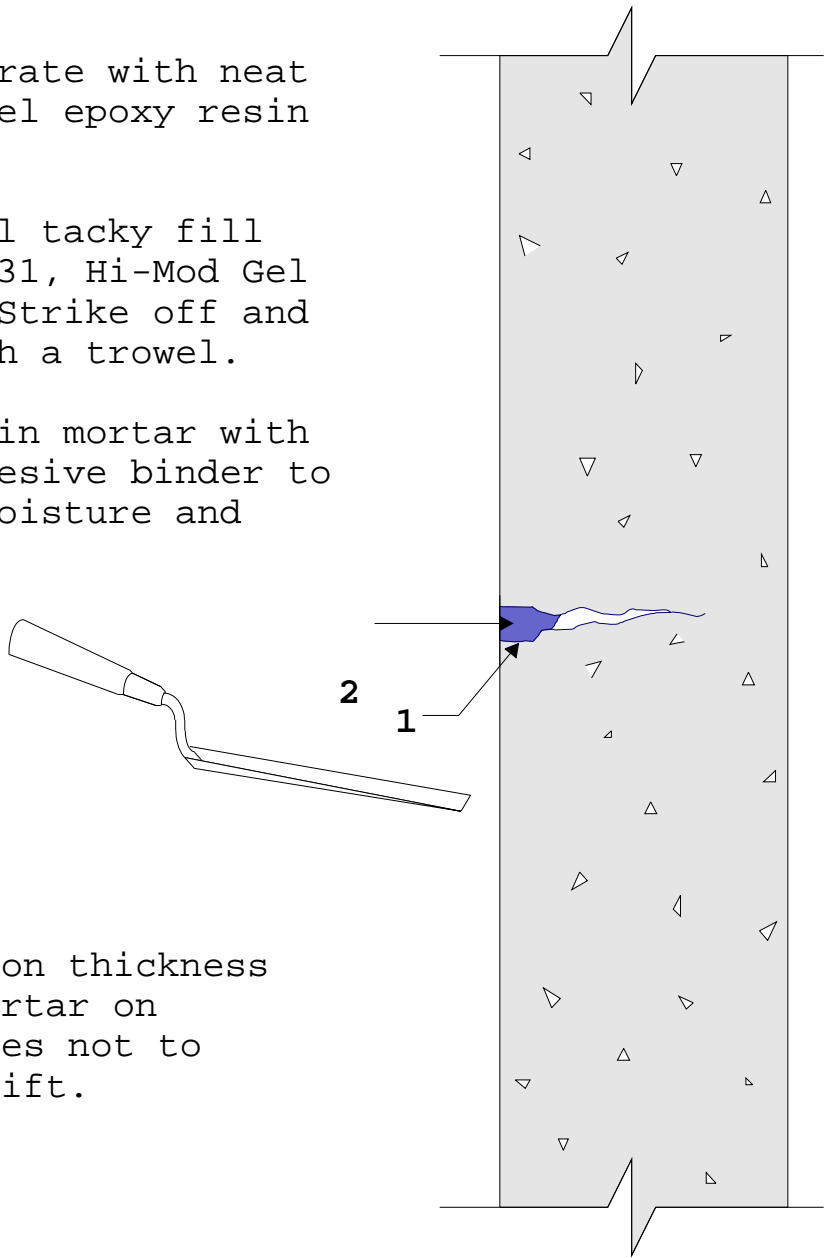 rate with neat
el epoxy resin
l tacky fill
31, Hi-Mod Gel
Strike off and
h a trowel.
in mortar with
esive binder to
oisture and
2
1
on thickness
rtar on
es not to
ift.